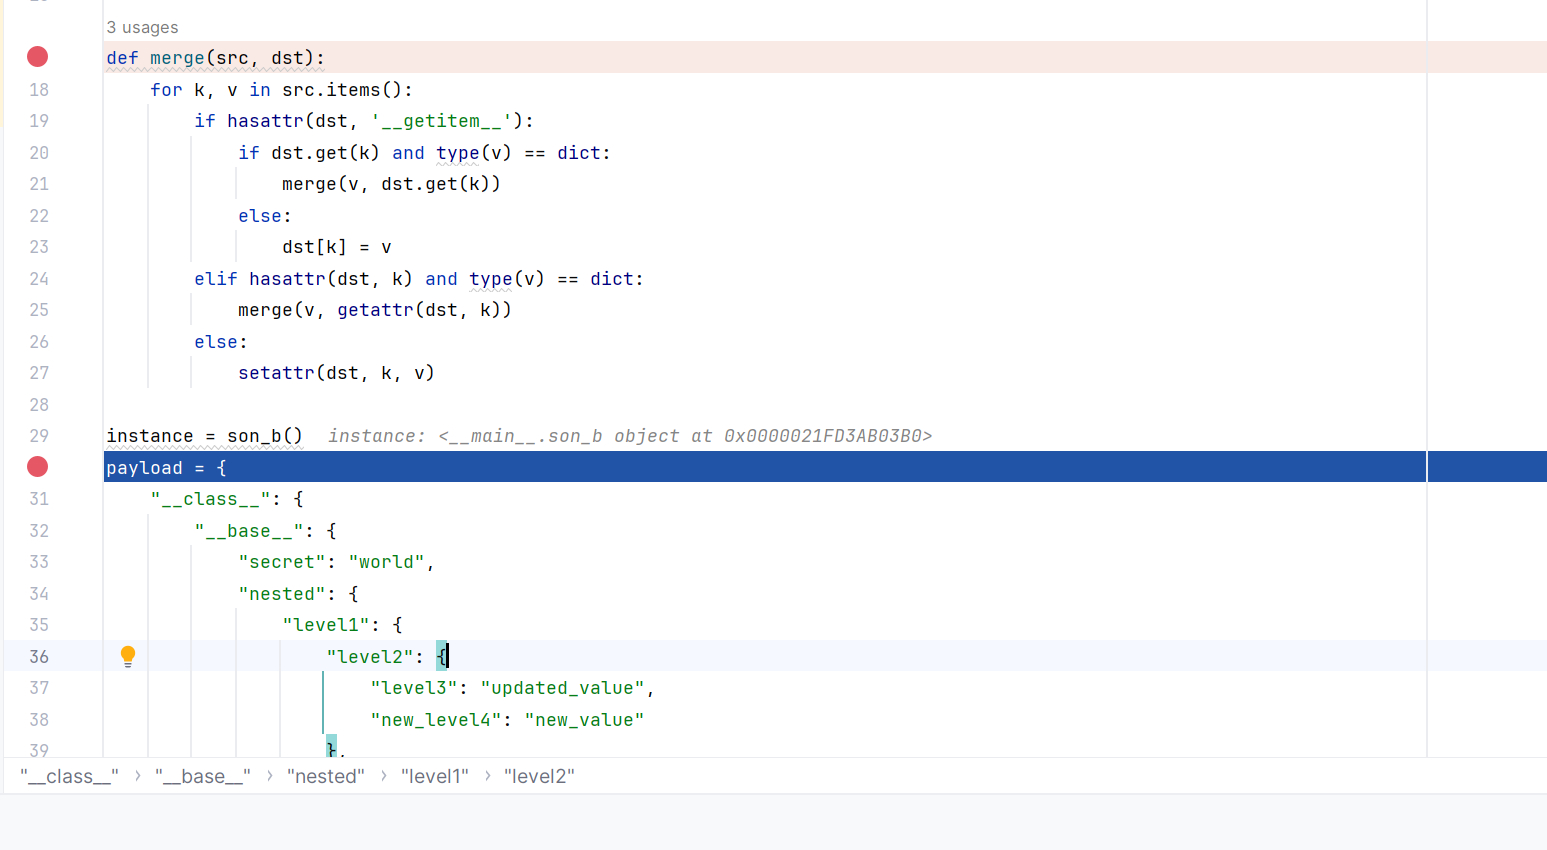 3 usages
def merge(src, dst):
18 for k, v in src.items():
19 if hasattr(dst, '__getitem__'):
20 if dst.get(k) and type(v) == dict:
21 merge(v, dst.get(k))
22 else:
23 dst[k] = v
24 elif hasattr(dst, k) and type(v) == dict:
25 merge(v, getattr(dst, k))
26 else:
27 setattr(dst, k, v)
28
29 instance = son_b() instance: <__main__.son_b object at 0x0000021FD3AB03B0>
payload = {
31 "__class__": {
32 "__base__": {
33 "secret": "world",
34 "nested": {
35 "level1": {
36 "level2": {
37 "level3": "updated_value",
38 "new_level4": "new_value"
39 },
"__class__" › "__base__" › "nested" › "level1" › "level2"